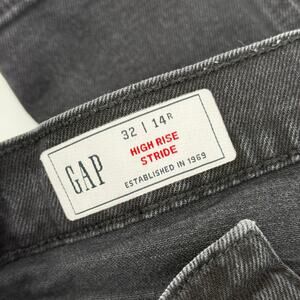 32 | 14R
HIGH RISE
STRIDE
GAP
ESTABLISHED IN 1969